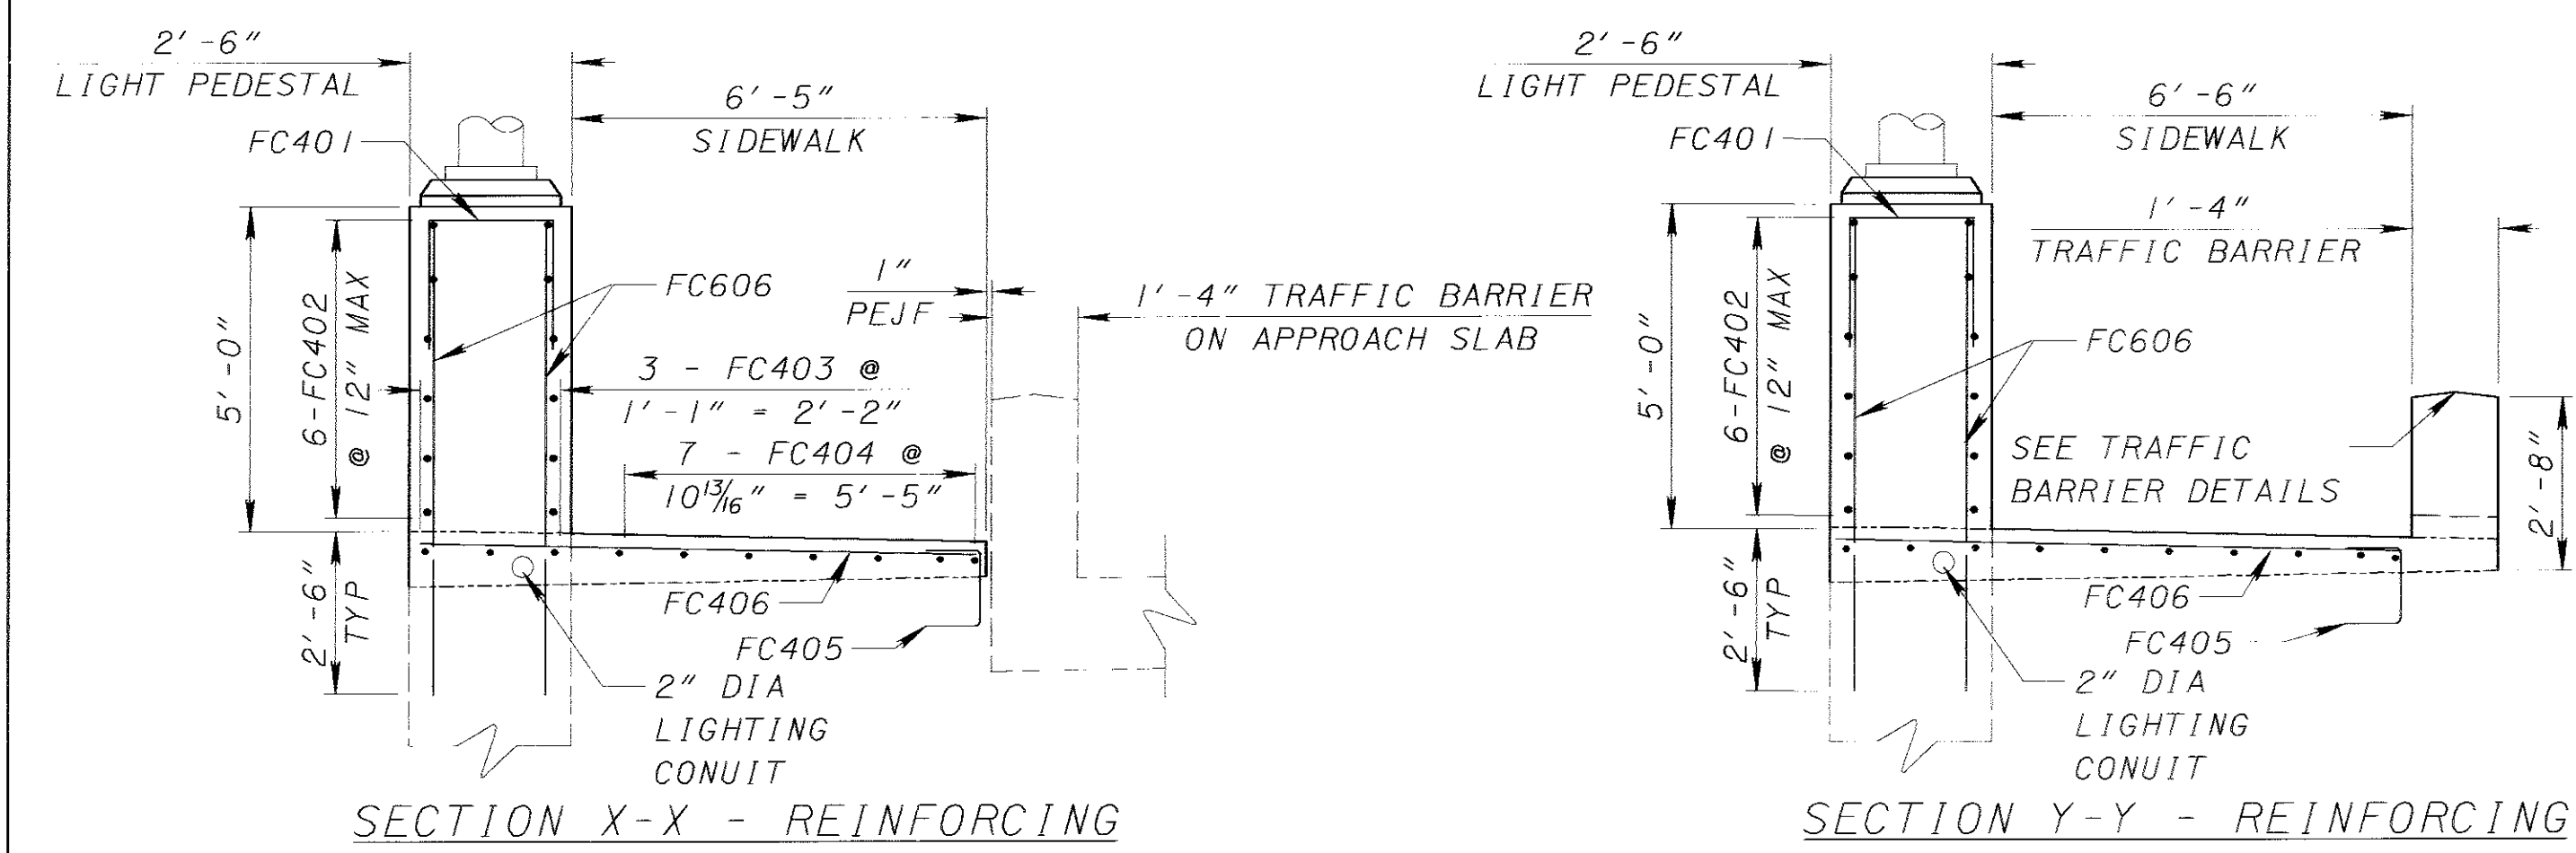 2'-6"
LIGHT PEDESTAL
FC401
6'-5"
SIDEWALK
5'-0"
6-FC402
@ 12" MAX
FC606
1"
PEJF
1'-4" TRAFFIC BARRIER
ON APPROACH SLAB
3 - FC403 @
1'-1" = 2'-2"
7 - FC404 @
10 13/16" = 5'-5"
2'-6"
TYP
FC406
FC405
2" DIA
LIGHTING
CONUIT
SECTION X-X - REINFORCING
2'-6"
LIGHT PEDESTAL
FC401
6'-6"
SIDEWALK
1'-4"
TRAFFIC BARRIER
5'-0"
6-FC402
@ 12" MAX
FC606
SEE TRAFFIC
BARRIER DETAILS
2'-8"
2'-6"
TYP
FC406
FC405
2" DIA
LIGHTING
CONUIT
SECTION Y-Y - REINFORCING